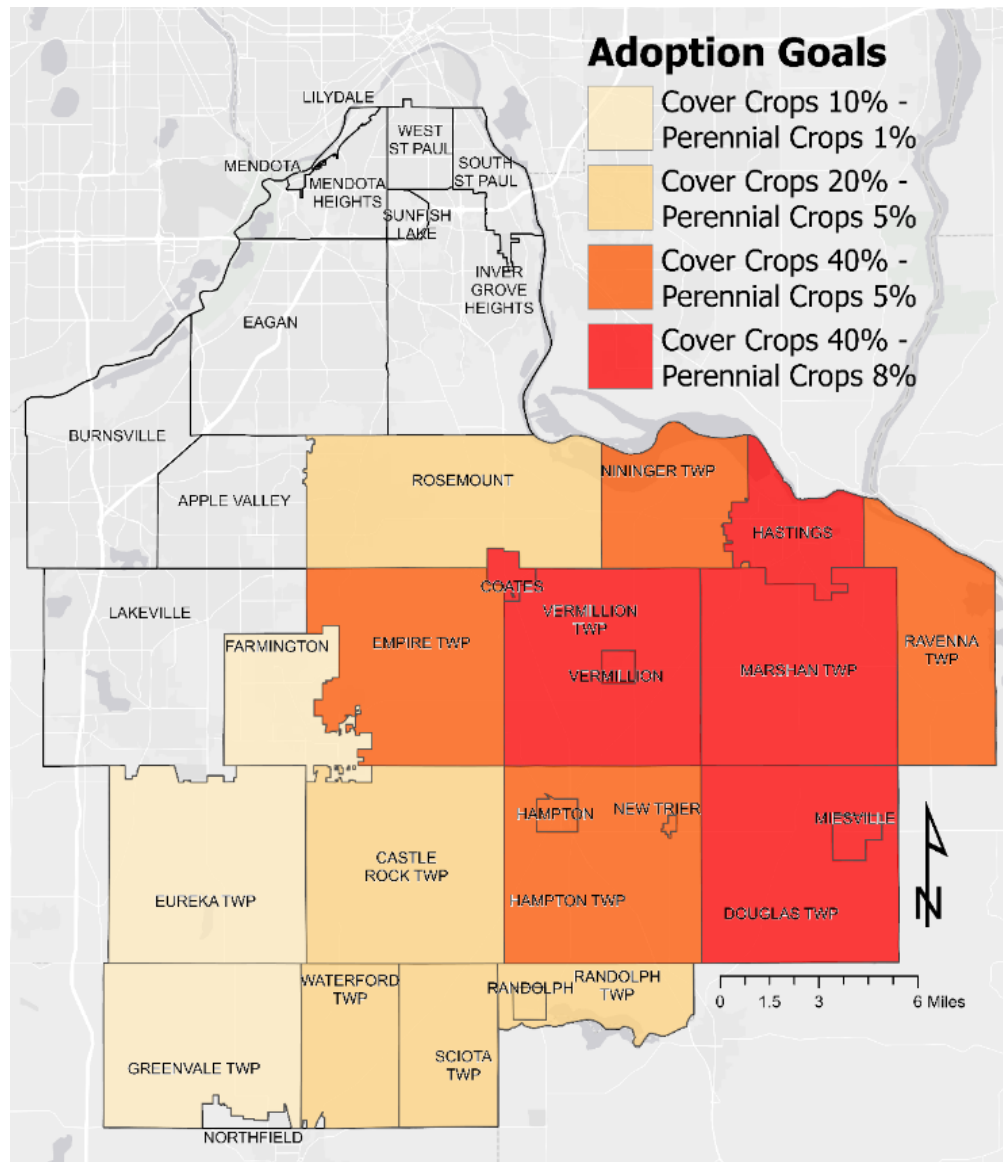 Adoption Goals
Cover Crops 10% -
Perennial Crops 1%
Cover Crops 20% -
Perennial Crops 5%
Cover Crops 40% -
Perennial Crops 5%
Cover Crops 40% -
Perennial Crops 8%
LILYDALE
WEST
ST PAUL
MENDOTA
SOUTH
ST PAUL
MENDOTA
HEIGHTS
SUNFISH
LAKE
INVER
GROVE
HEIGHTS
EAGAN
BURNSVILLE
APPLE VALLEY
ROSEMOUNT
NININGER TWP
HASTINGS
COATES
LAKEVILLE
VERMILLION
TWP
FARMINGTON
EMPIRE TWP
RAVENNA
TWP
VERMILLION
MARSHAN TWP
HAMPTON
NEW TRIER
MIESVILLE
CASTLE
ROCK TWP
EUREKA TWP
HAMPTON TWP
DOUGLAS TWP
N
WATERFORD
TWP
RANDOLPH
RANDOLPH
TWP
0 1.5 3 6 Miles
GREENVALE TWP
SCIOTA
TWP
NORTHFIELD